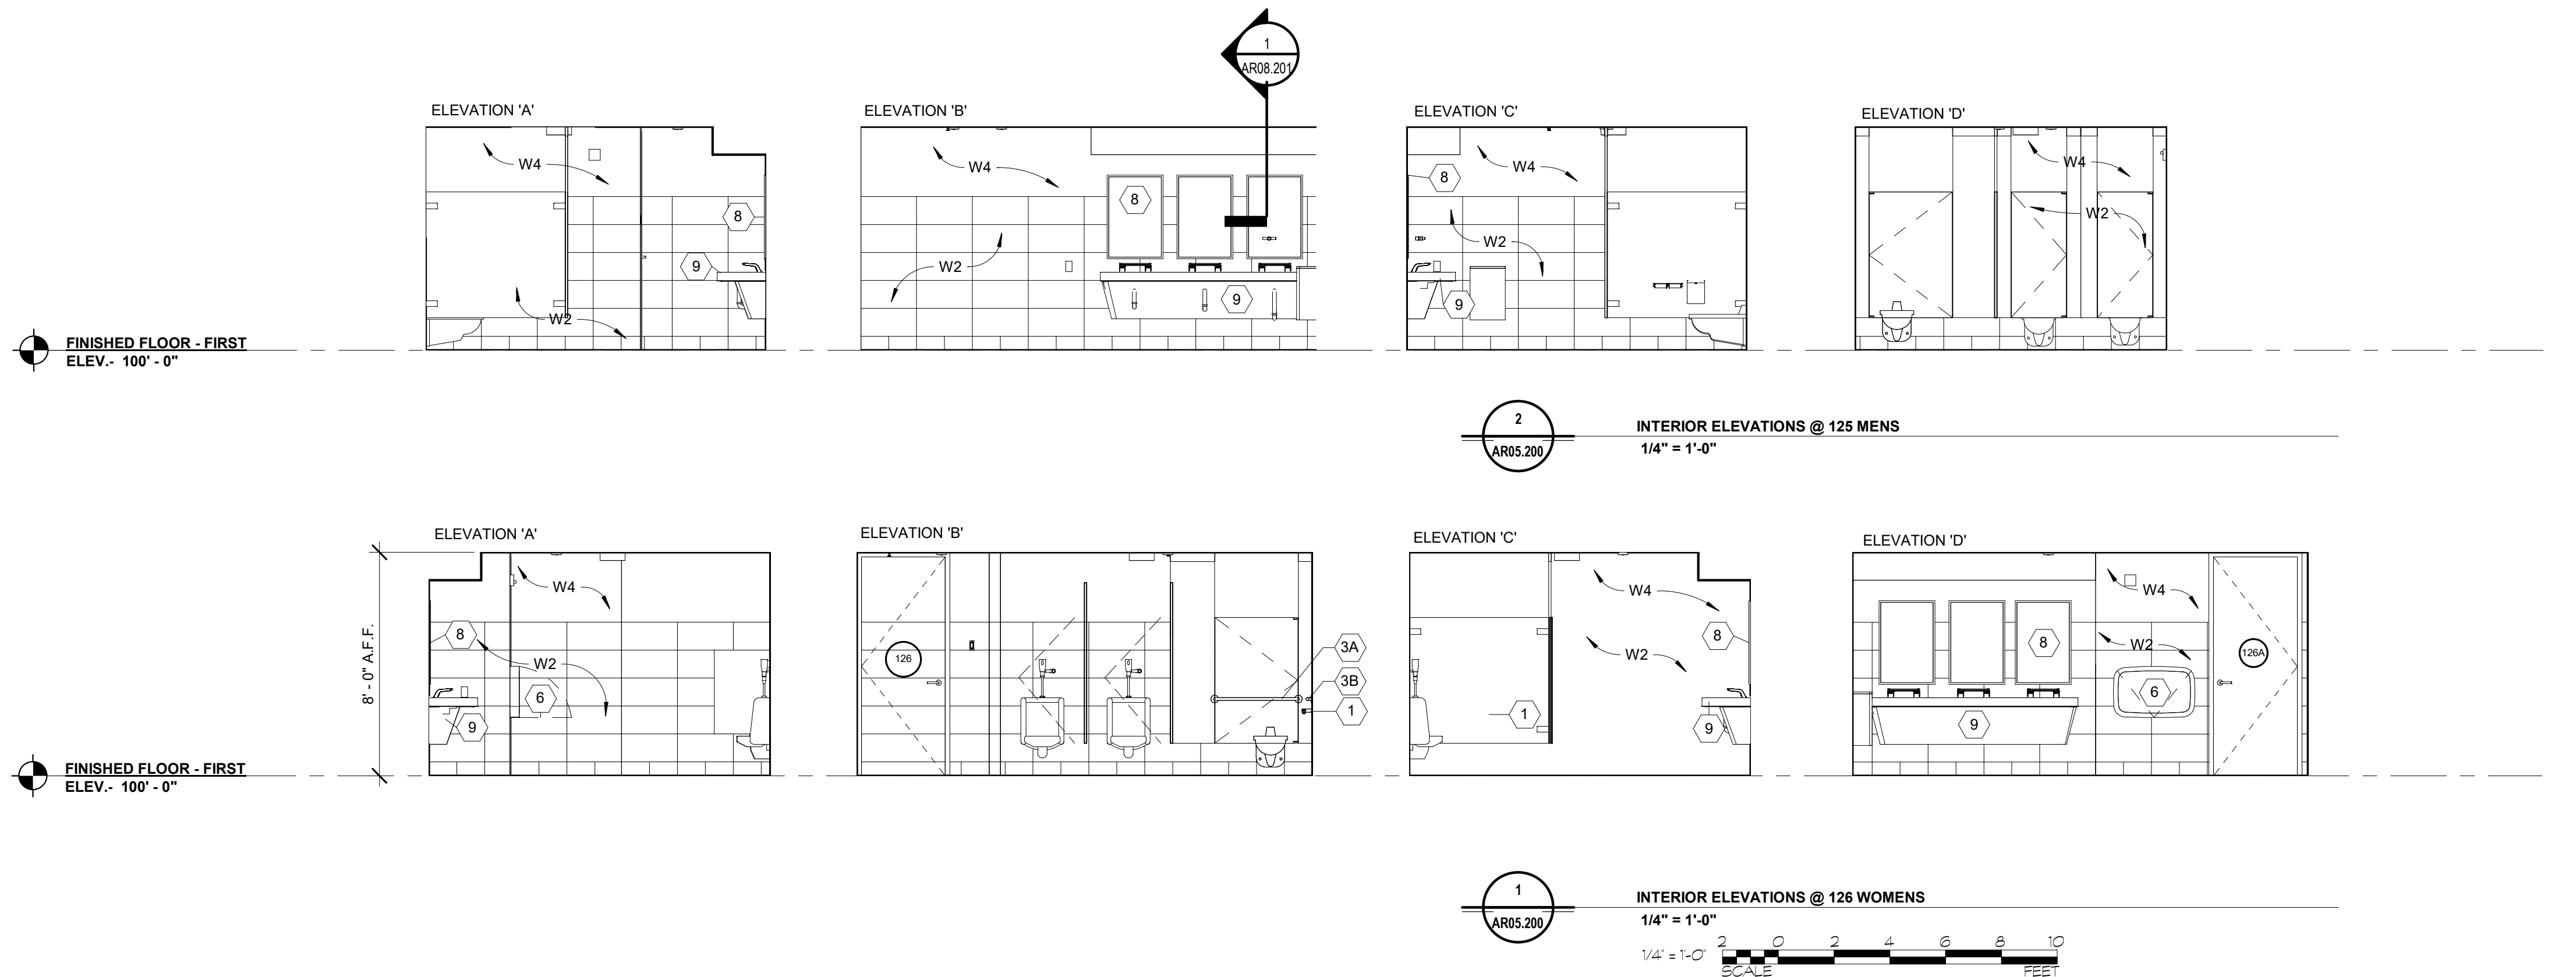 1
AR08.201
ELEVATION 'A'
ELEVATION 'B'
ELEVATION 'C'
ELEVATION 'D'
W4
8
9
W2
W4
8
W2
9
W4
8
W2
9
W4
W2
FINISHED FLOOR - FIRST
ELEV.- 100' - 0"
2
AR05.200
INTERIOR ELEVATIONS @ 125 MENS
1/4" = 1'-0"
ELEVATION 'A'
ELEVATION 'B'
ELEVATION 'C'
ELEVATION 'D'
8' - 0" A.F.F.
W4
8
W2
6
9
126
3A
3B
1
W4
8
W2
1
9
W4
8
W2
126A
6
9
FINISHED FLOOR - FIRST
ELEV.- 100' - 0"
1
AR05.200
INTERIOR ELEVATIONS @ 126 WOMENS
1/4" = 1'-0"
1/4" = 1'-0"
2 0 2 4 6 8 10
SCALE FEET